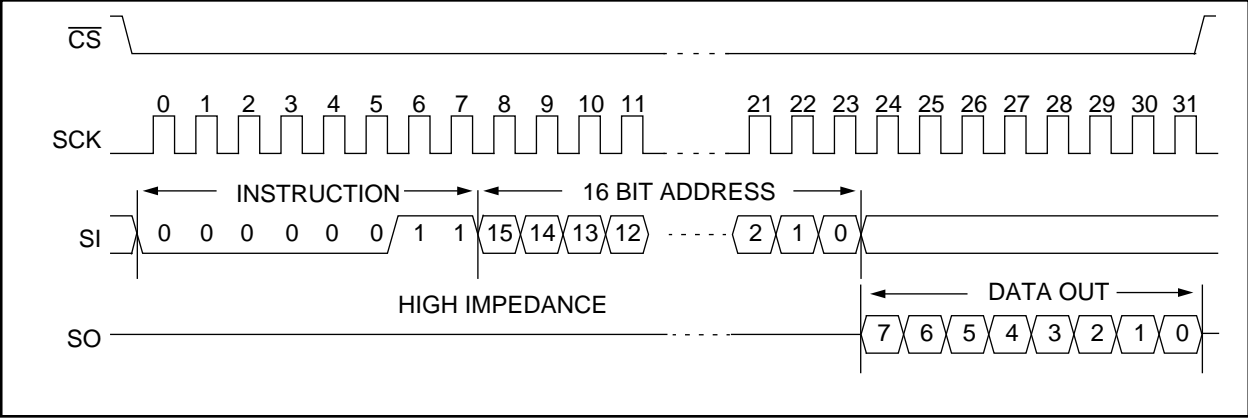 CS
0 1 2 3 4 5 6 7 8 9 10 11 21 22 23 24 25 26 27 28 29 30 31
SCK
INSTRUCTION 16 BIT ADDRESS
SI 0 0 0 0 0 0 1 1 15 14 13 12 2 1 0
HIGH IMPEDANCE DATA OUT
SO 7 6 5 4 3 2 1 0